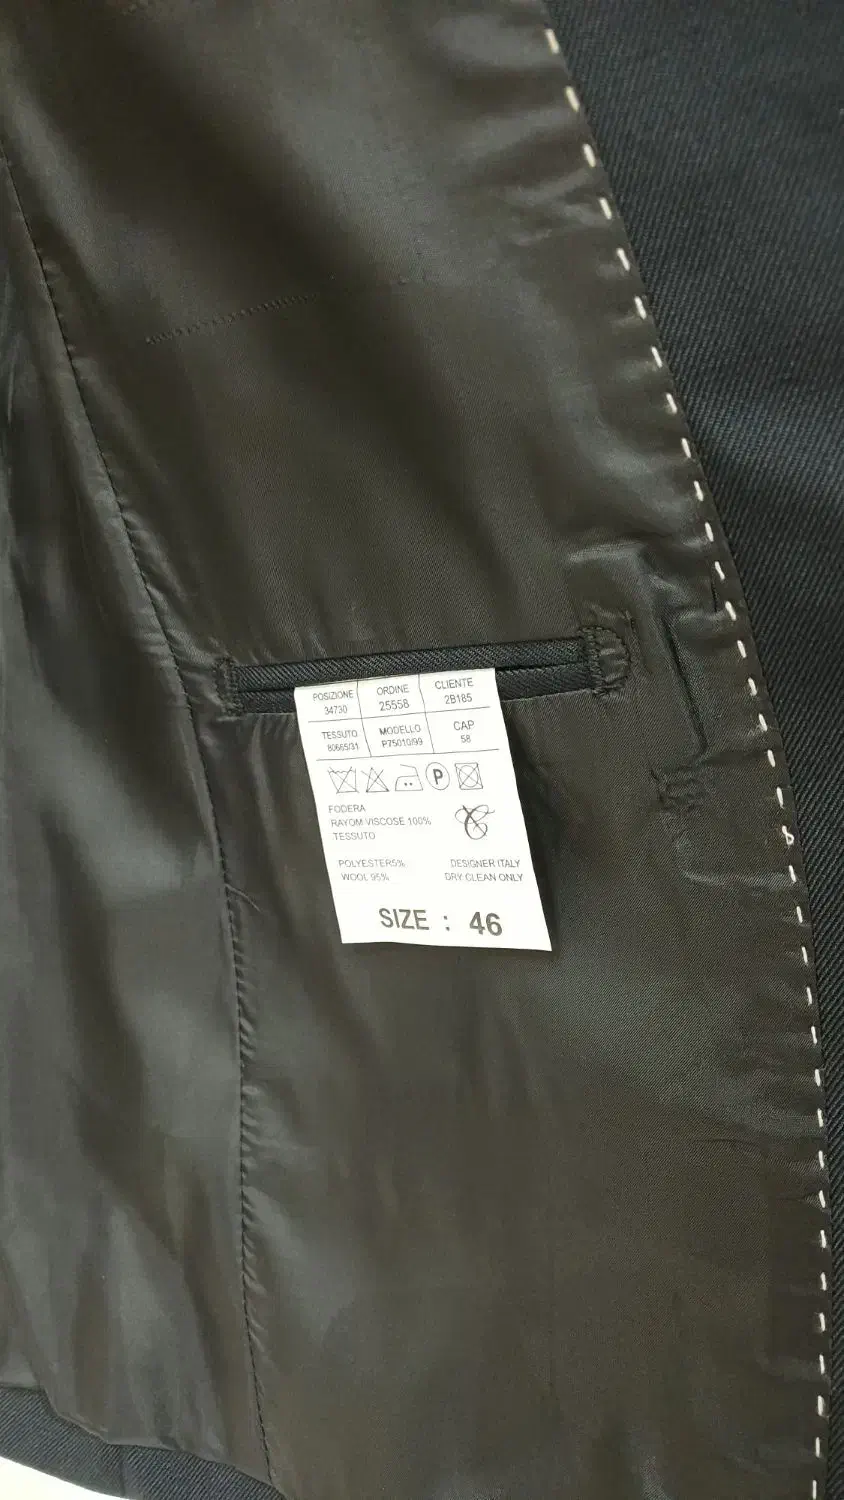 POSIZIONE ORDINE CLIENTE
34730 25558 2B185
TESSUTO MODELLO CAP
80665/31 P75010/99 58
P
FODERA
RAYOM VISCOSE 100%
TESSUTO
POLYESTER5% DESIGNER ITALY
WOOL 95% DRY CLEAN ONLY
SIZE : 46